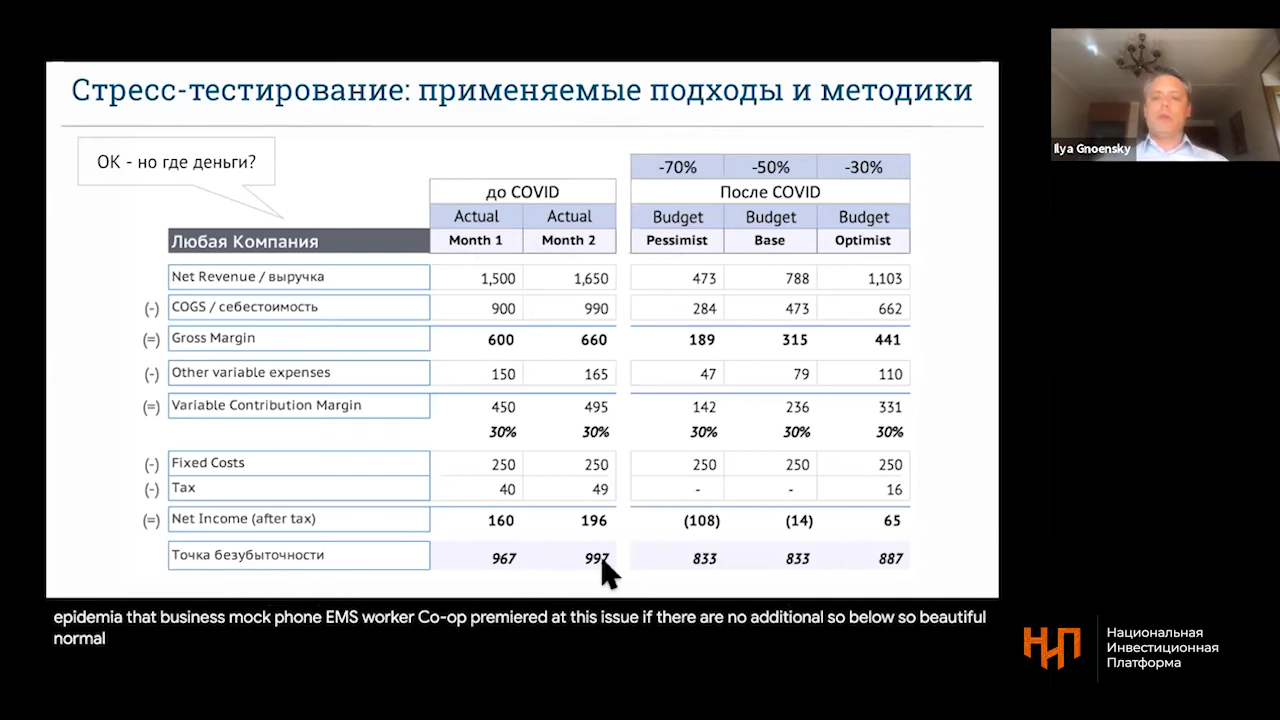 Стресс-тестирование: применяемые подходы и методики
ОК - но где деньги?
-70% -50% -30%
до COVID После COVID
Actual Actual Budget Budget Budget
Любая Компания Month 1 Month 2 Pessimist Base Optimist
Net Revenue / выручка 1,500 1,650 473 788 1,103
(-) COGS / себестоимость 900 990 284 473 662
(=) Gross Margin 600 660 189 315 441
(-) Other variable expenses 150 165 47 79 110
(=) Variable Contribution Margin 450 495 142 236 331
30% 30% 30% 30% 30%
(-) Fixed Costs 250 250 250 250 250
(-) Tax 40 49 - - 16
(=) Net Income (after tax) 160 196 (108) (14) 65
Точка безубыточности 967 997 833 833 887
epidemia that business mock phone EMS worker Co-op premiered at this issue if there are no additional so below so beautiful
normal
Ilya Gnoensky
НИП
Национальная
Инвестиционная
Платформа